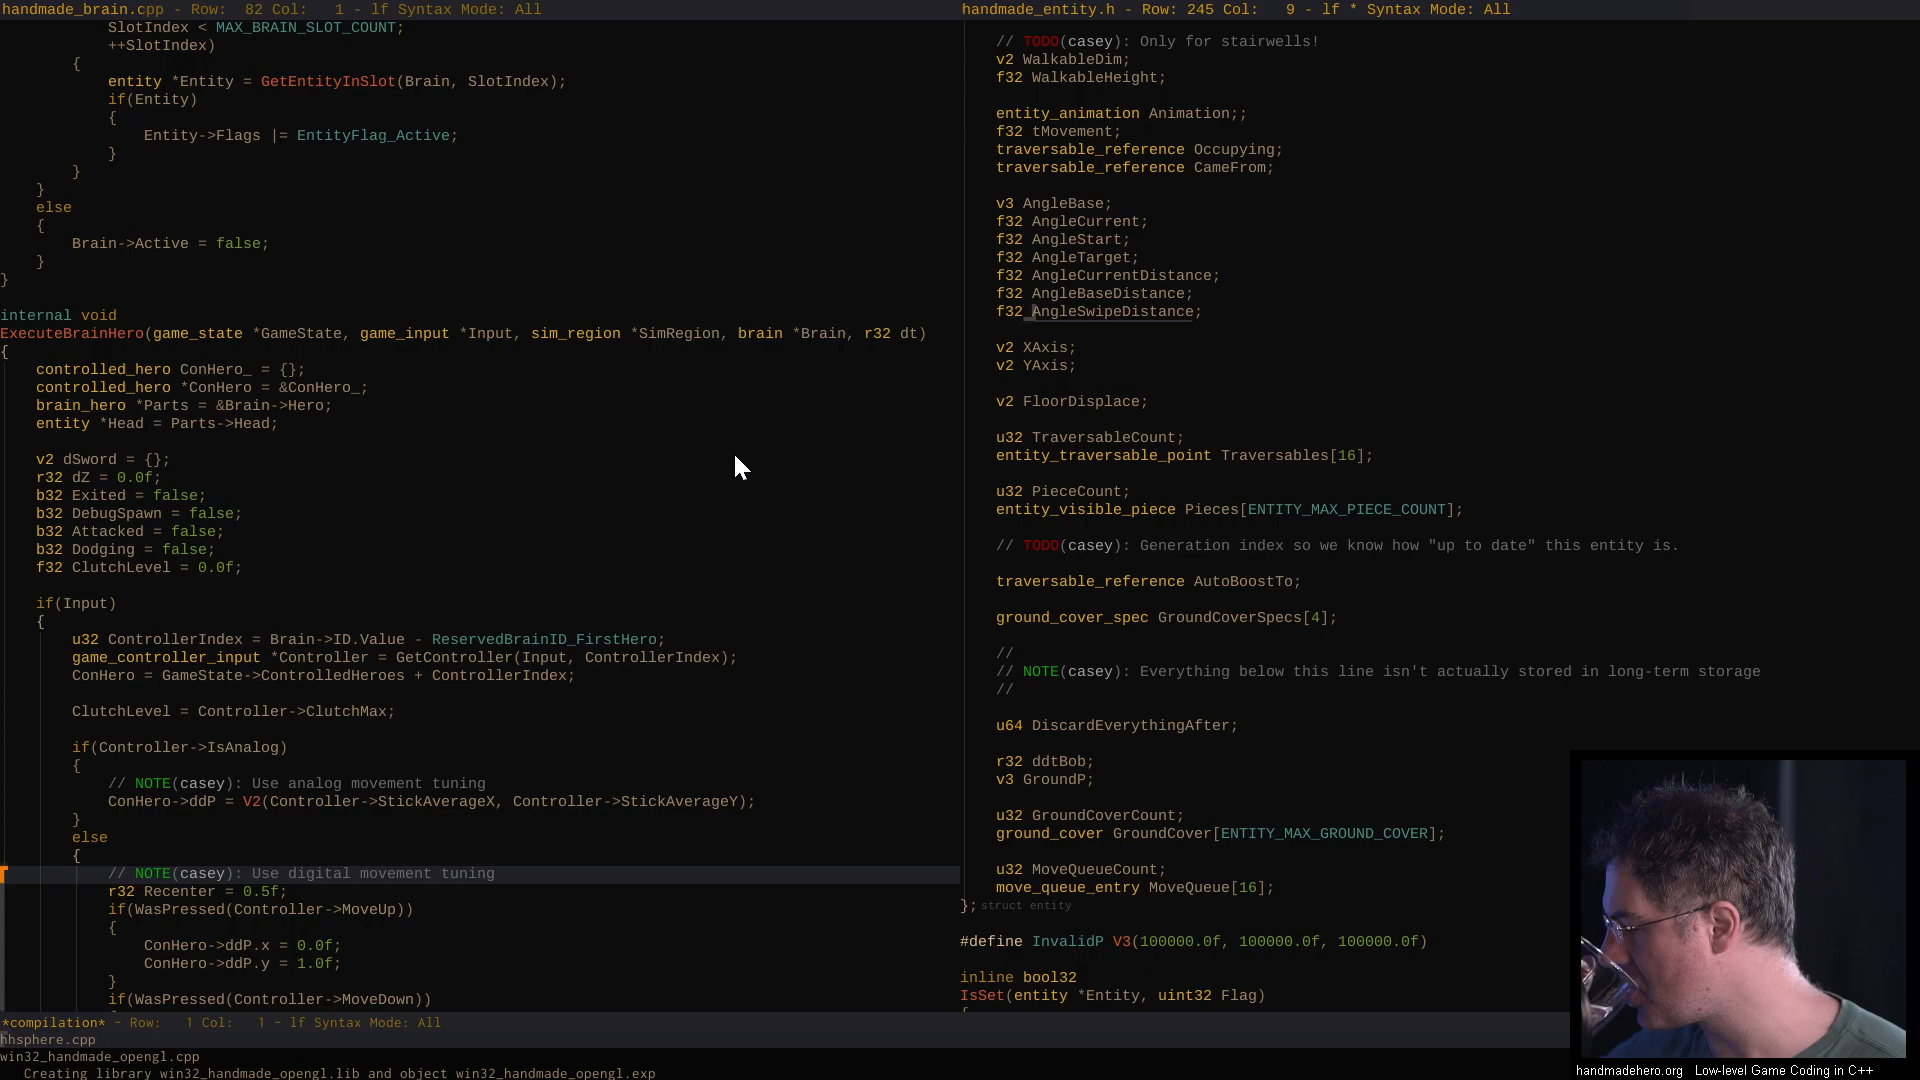 handmade_brain.cpp - Row:  82 Col:   1 - lf Syntax Mode: All
SlotIndex < MAX_BRAIN_SLOT_COUNT;
++SlotIndex)
{
entity *Entity = GetEntityInSlot(Brain, SlotIndex);
if(Entity)
{
Entity->Flags |= EntityFlag_Active;
}
}
}
else
{
Brain->Active = false;
}
}
internal void
ExecuteBrainHero(game_state *GameState, game_input *Input, sim_region *SimRegion, brain *Brain, r32 dt)
{
controlled_hero ConHero_ = {};
controlled_hero *ConHero = &ConHero_;
brain_hero *Parts = &Brain->Hero;
entity *Head = Parts->Head;
v2 dSword = {};
r32 dZ = 0.0f;
b32 Exited = false;
b32 DebugSpawn = false;
b32 Attacked = false;
b32 Dodging = false;
f32 ClutchLevel = 0.0f;
if(Input)
{
u32 ControllerIndex = Brain->ID.Value - ReservedBrainID_FirstHero;
game_controller_input *Controller = GetController(Input, ControllerIndex);
ConHero = GameState->ControlledHeroes + ControllerIndex;
ClutchLevel = Controller->ClutchMax;
if(Controller->IsAnalog)
{
// NOTE(casey): Use analog movement tuning
ConHero->ddP = V2(Controller->StickAverageX, Controller->StickAverageY);
}
else
{
// NOTE(casey): Use digital movement tuning
r32 Recenter = 0.5f;
if(WasPressed(Controller->MoveUp))
{
ConHero->ddP.x = 0.0f;
ConHero->ddP.y = 1.0f;
}
if(WasPressed(Controller->MoveDown))
handmade_entity.h - Row: 245 Col:   9 - lf * Syntax Mode: All
// TODO(casey): Only for stairwells!
v2 WalkableDim;
f32 WalkableHeight;
entity_animation Animation;;
f32 tMovement;
traversable_reference Occupying;
traversable_reference CameFrom;
v3 AngleBase;
f32 AngleCurrent;
f32 AngleStart;
f32 AngleTarget;
f32 AngleCurrentDistance;
f32 AngleBaseDistance;
f32 AngleSwipeDistance;
v2 XAxis;
v2 YAxis;
v2 FloorDisplace;
u32 TraversableCount;
entity_traversable_point Traversables[16];
u32 PieceCount;
entity_visible_piece Pieces[ENTITY_MAX_PIECE_COUNT];
// TODO(casey): Generation index so we know how "up to date" this entity is.
traversable_reference AutoBoostTo;
ground_cover_spec GroundCoverSpecs[4];
//
// NOTE(casey): Everything below this line isn't actually stored in long-term storage
//
u64 DiscardEverythingAfter;
r32 ddtBob;
v3 GroundP;
u32 GroundCoverCount;
ground_cover GroundCover[ENTITY_MAX_GROUND_COVER];
u32 MoveQueueCount;
move_queue_entry MoveQueue[16];
}; struct entity
#define InvalidP V3(100000.0f, 100000.0f, 100000.0f)
inline bool32
IsSet(entity *Entity, uint32 Flag)
*compilation* - Row:   1 Col:   1 - lf Syntax Mode: All
hhsphere.cpp
win32_handmade_opengl.cpp
Creating library win32_handmade_opengl.lib and object win32_handmade_opengl.exp
handmadehero.org   Low-level Game Coding in C++